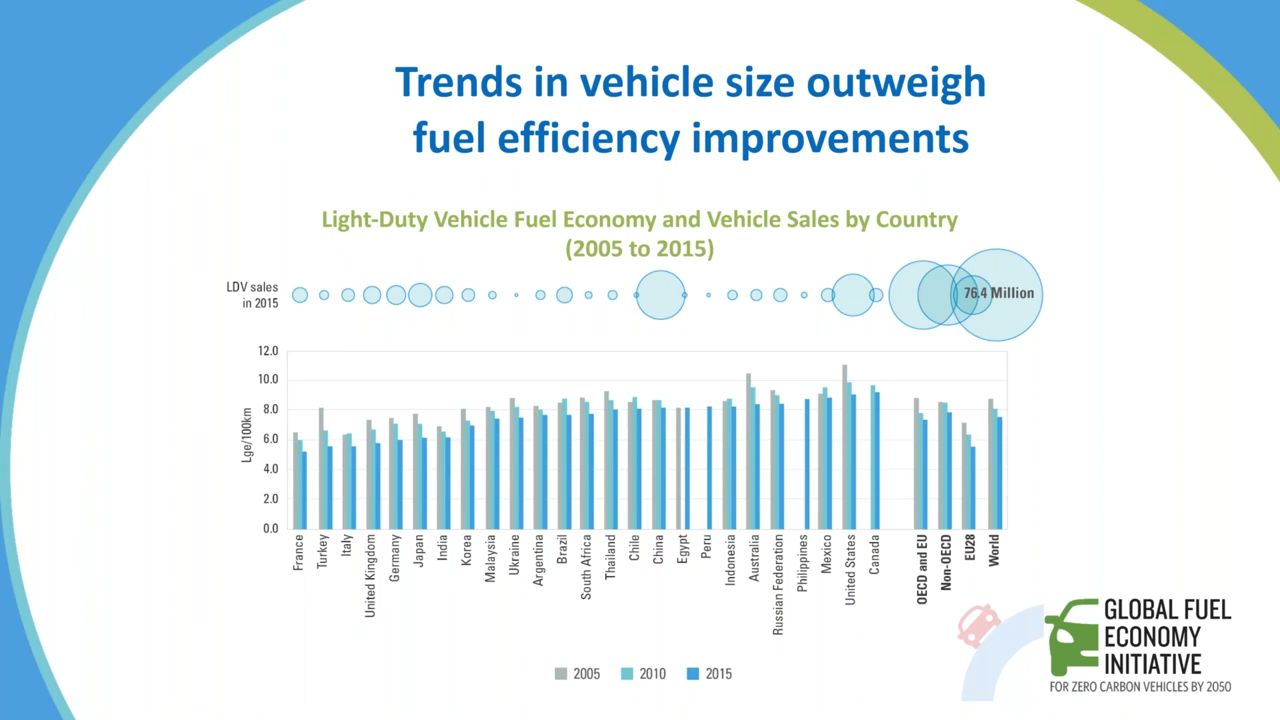 Trends in vehicle size outweigh
fuel efficiency improvements
Light-Duty Vehicle Fuel Economy and Vehicle Sales by Country
(2005 to 2015)
LDV sales
in 2015
76.4 Million
12.0
10.0
8.0
6.0
4.0
2.0
0.0
Lge/100km
France
Turkey
Italy
United Kingdom
Germany
Japan
India
Korea
Malaysia
Ukraine
Argentina
Brazil
South Africa
Thailand
Chile
China
Egypt
Peru
Indonesia
Australia
Russian Federation
Philippines
Mexico
United States
Canada
OECD and EU
Non-OECD
EU28
World
2005
2010
2015
GLOBAL FUEL
ECONOMY
INITIATIVE
FOR ZERO CARBON VEHICLES BY 2050